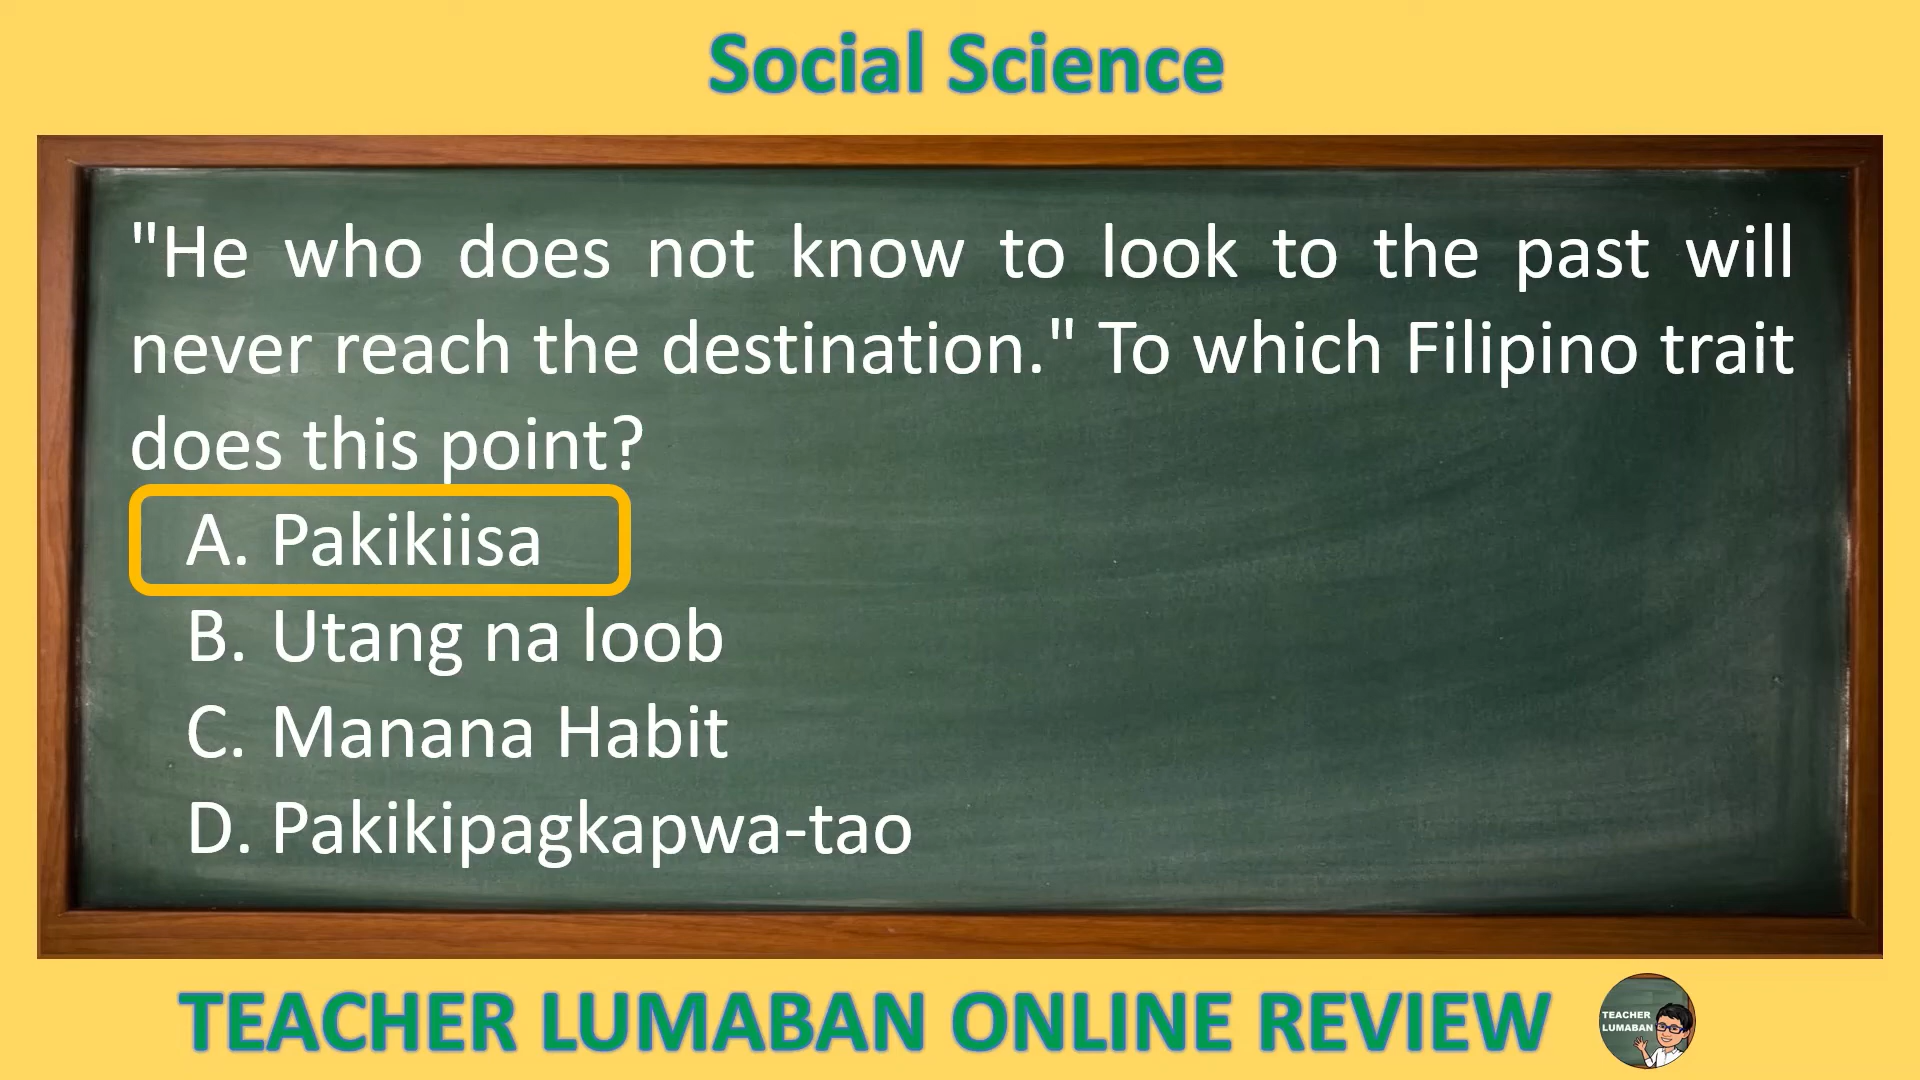 Social Science
"He who does not know to look to the past will
never reach the destination." To which Filipino trait
does this point?
A. Pakikiisa
B. Utang na loob
C. Manana Habit
D. Pakikipagkapwa-tao
TEACHER LUMABAN ONLINE REVIEW
TEACHER
LUMABAN